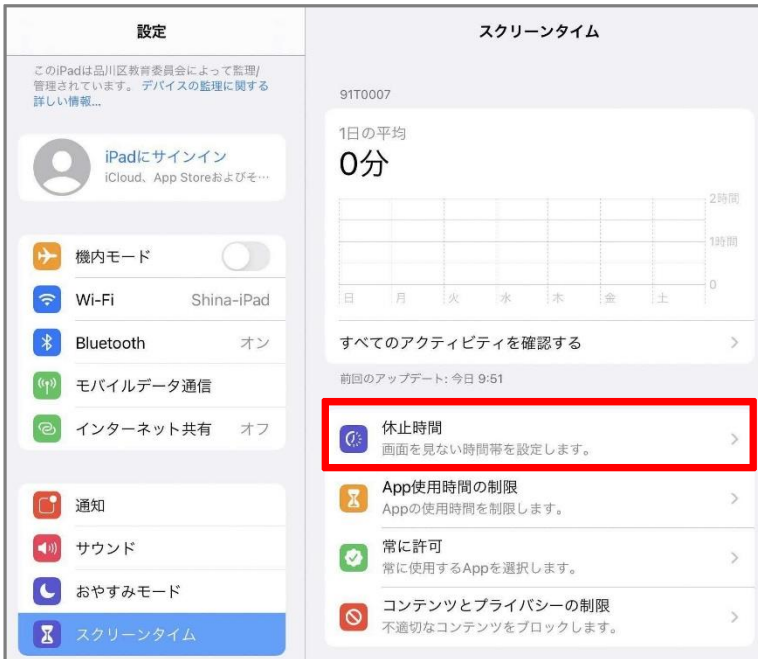 設定
このiPadは品川区教育委員会によって監理/
管理されています。デバイスの監理に関する
詳しい情報...
iPadにサインイン
iCloud、App Storeおよびそ…
機内モード
Wi-Fi Shina-iPad
Bluetooth オン
モバイルデータ通信
インターネット共有 オフ
通知
サウンド
おやすみモード
スクリーンタイム
スクリーンタイム
91T0007
1日の平均
0分
2時間
1時間
0
日 月 火 水 木 金 土
すべてのアクティビティを確認する
前回のアップデート: 今日 9:51
休止時間
画面を見ない時間帯を設定します。
App使用時間の制限
Appの使用時間を制限します。
常に許可
常に使用するAppを選択します。
コンテンツとプライバシーの制限
不適切なコンテンツをブロックします。